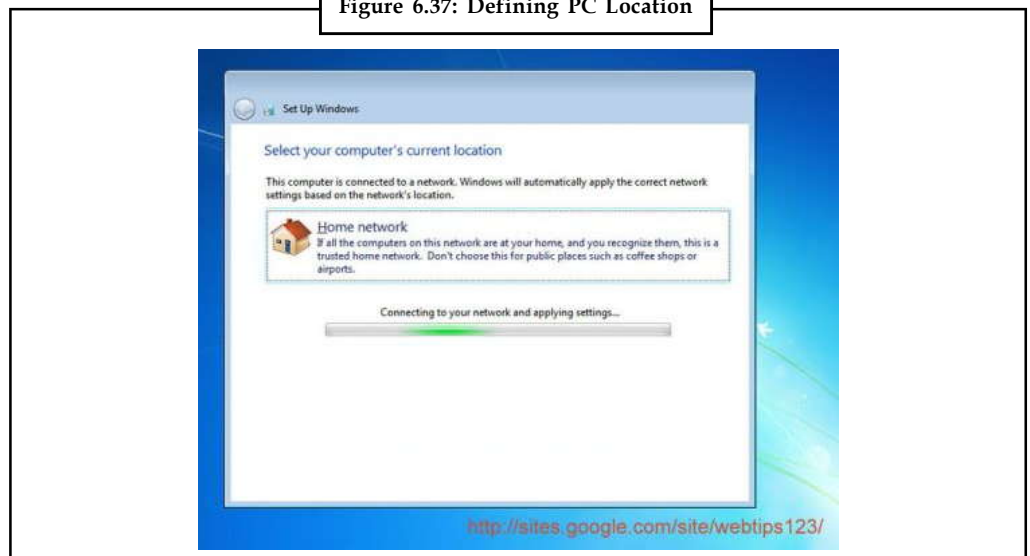 Figure 6.37: Defining PC Location
Set Up Windows
Select your computer's current location
This computer is connected to a network. Windows will automatically apply the correct network
settings based on the network's location.
Home network
If all the computers on this network are at your home, and you recognize them, this is a
trusted home network. Don't choose this for public places such as coffee shops or
airports.
Connecting to your network and applying settings...
http://sites.google.com/site/webtips123/